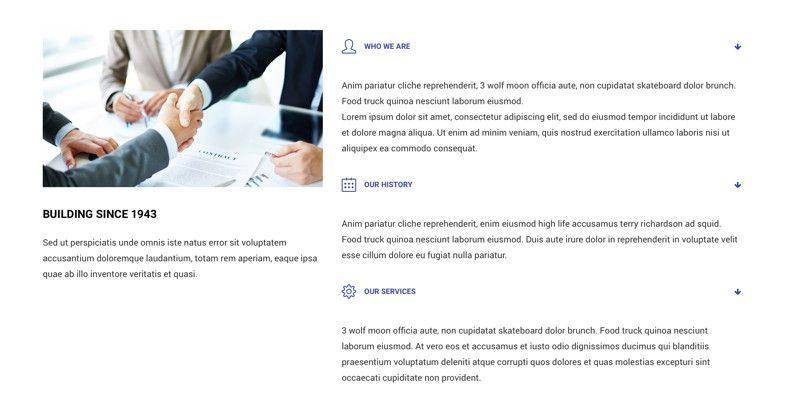 CONTRACT
BUILDING SINCE 1943
Sed ut perspiciatis unde omnis iste natus error sit voluptatem
accusantium doloremque laudantium, totam rem aperiam, eaque ipsa
quae ab illo inventore veritatis et quasi.
WHO WE ARE
Anim pariatur cliche reprehenderit, 3 wolf moon officia aute, non cupidatat skateboard dolor brunch.
Food truck quinoa nesciunt laborum eiusmod.
Lorem ipsum dolor sit amet, consectetur adipiscing elit, sed do eiusmod tempor incididunt ut labore
et dolore magna aliqua. Ut enim ad minim veniam, quis nostrud exercitation ullamco laboris nisi ut
aliquipex ea commodo consequat.
OUR HISTORY
Anim pariatur cliche reprehenderit, enim eiusmod high life accusamus terry richardson ad squid.
Food truck quinoa nesciunt laborum eiusmod. Duis aute irure dolor in reprehenderit in voluptate velit
esse cillum dolore eu fugiat nulla pariatur.
OUR SERVICES
3 wolf moon officia aute, non cupidatat skateboard dolor brunch. Food truck quinoa nesciunt
laborum eiusmod. At vero eos et accusamus et iusto odio dignissimos ducimus qui blanditiis
praesentium voluptatum deleniti atque corrupti quos dolores et quas molestias excepturi sint
occaecati cupiditate non provident.